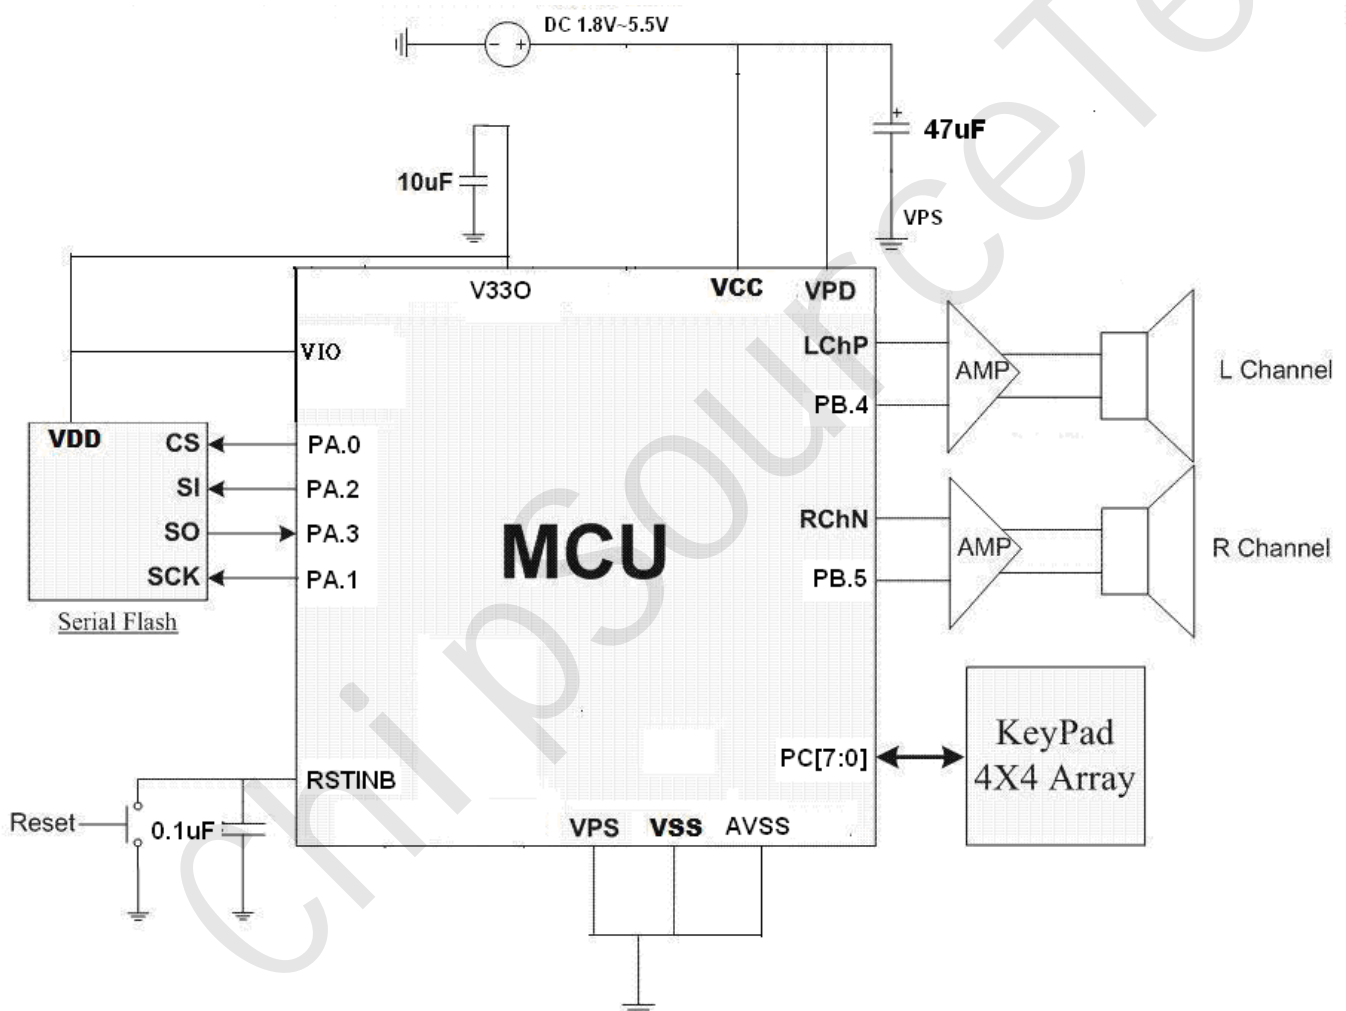 DC 1.8V~5.5V
- +
+
47uF
10uF
VPS
V33O
VCC
VPD
VIO
LChP
AMP
L Channel
PB.4
VDD
CS
PA.0
SI
PA.2
SO
PA.3
SCK
PA.1
Serial Flash
MCU
RChN
AMP
R Channel
PB.5
KeyPad
4X4 Array
PC[7:0]
RSTINB
Reset
0.1uF
VPS
VSS
AVSS
ChipsourceTe